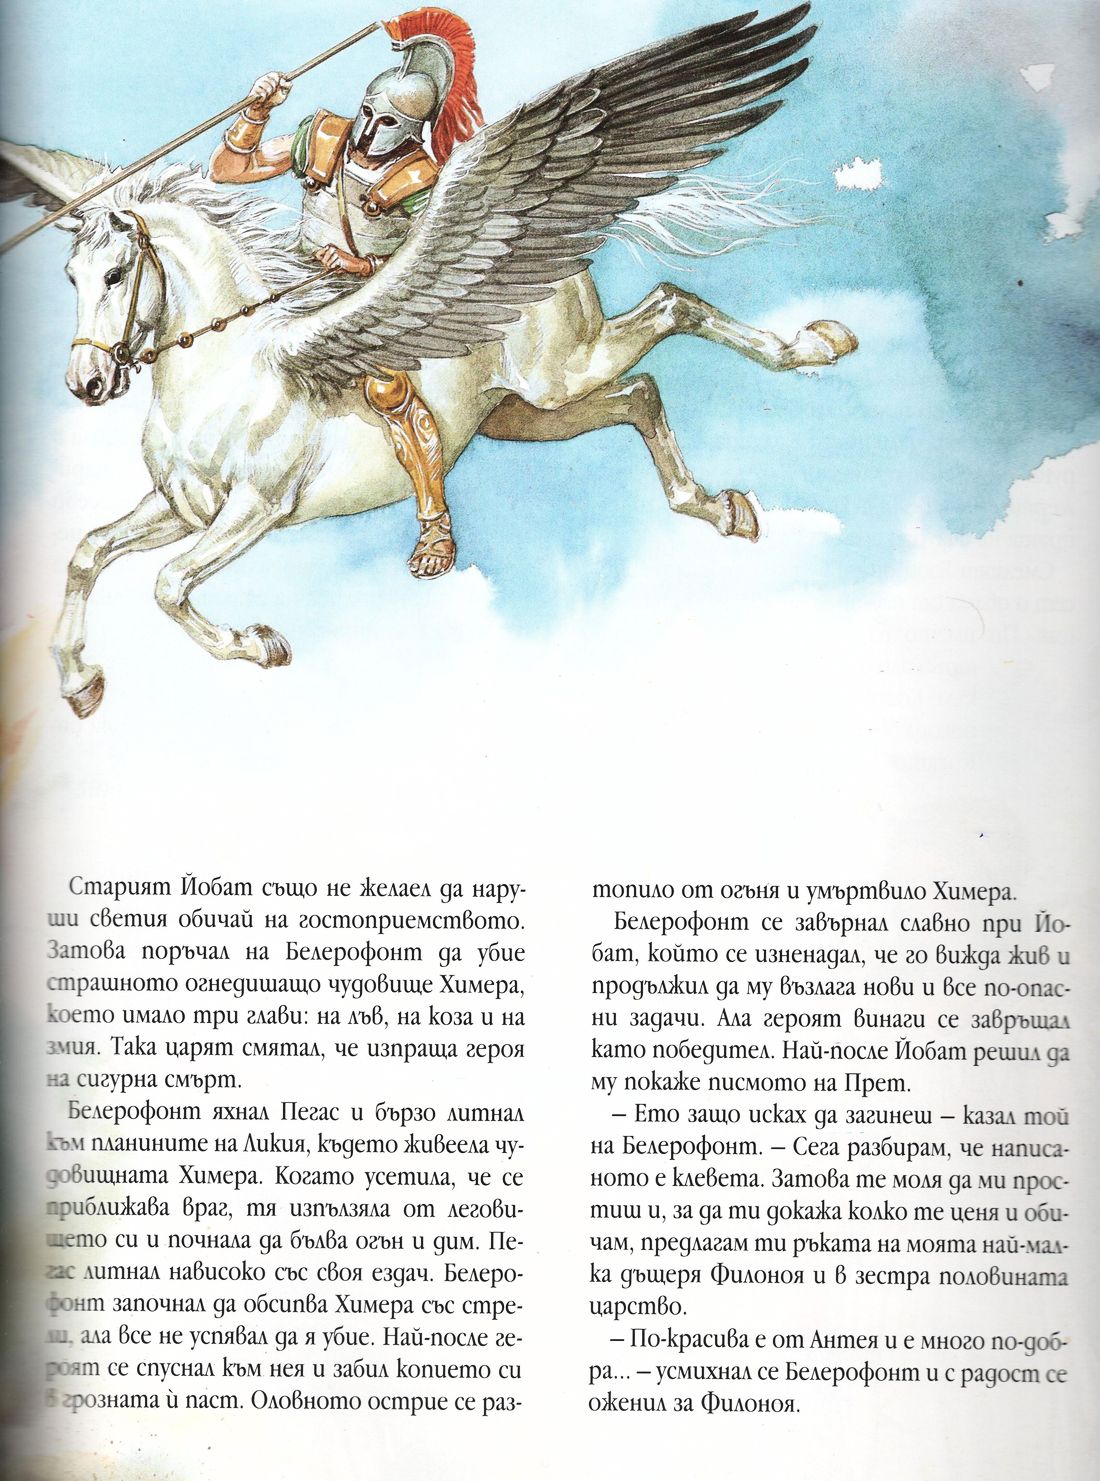 Старият Йобат също не желаел да нару-
ши светия обичай на гостоприемството.
Затова поръчал на Белерофонт да убие
страшното огнедишащо чудовище Химера,
което имало три глави: на лъв, на коза и на
змия. Така царят смятал, че изпраща героя
на сигурна смърт.
Белерофонт яхнал Пегас и бързо литнал
към планините на Ликия, където живеела чу-
довищната Химера. Когато усетила, че се
приближава враг, тя изпълзяла от легови-
щето си и почнала да бълва огън и дим. Пе-
гас литнал нависоко със своя ездач. Белеро-
фонт започнал да обсипва Химера със стре-
ли, ала все не успявал да я убие. Най-после ге-
роят се спуснал към нея и забил копието си
в грозната ѝ паст. Оловното острие се раз-
топило от огъня и умъртвило Химера.
Белерофонт се завърнал славно при Йо-
бат, който се изненадал, че го вижда жив и
продължил да му възлага нови и все по-опас-
ни задачи. Ала героят винаги се завръщал
като победител. Най-после Йобат решил да
му покаже писмото на Прет.
– Ето защо исках да загинеш – казал той
на Белерофонт. – Сега разбирам, че написа-
ното е клевета. Затова те моля да ми прос-
тиш и, за да ти докажа колко те ценя и оби-
чам, предлагам ти ръката на моята най-мал-
ка дъщеря Филоноя и в зестра половината
царство.
– По-красива е от Антея и е много по-доб-
ра... – усмихнал се Белерофонт и с радост се
оженил за Филоноя.